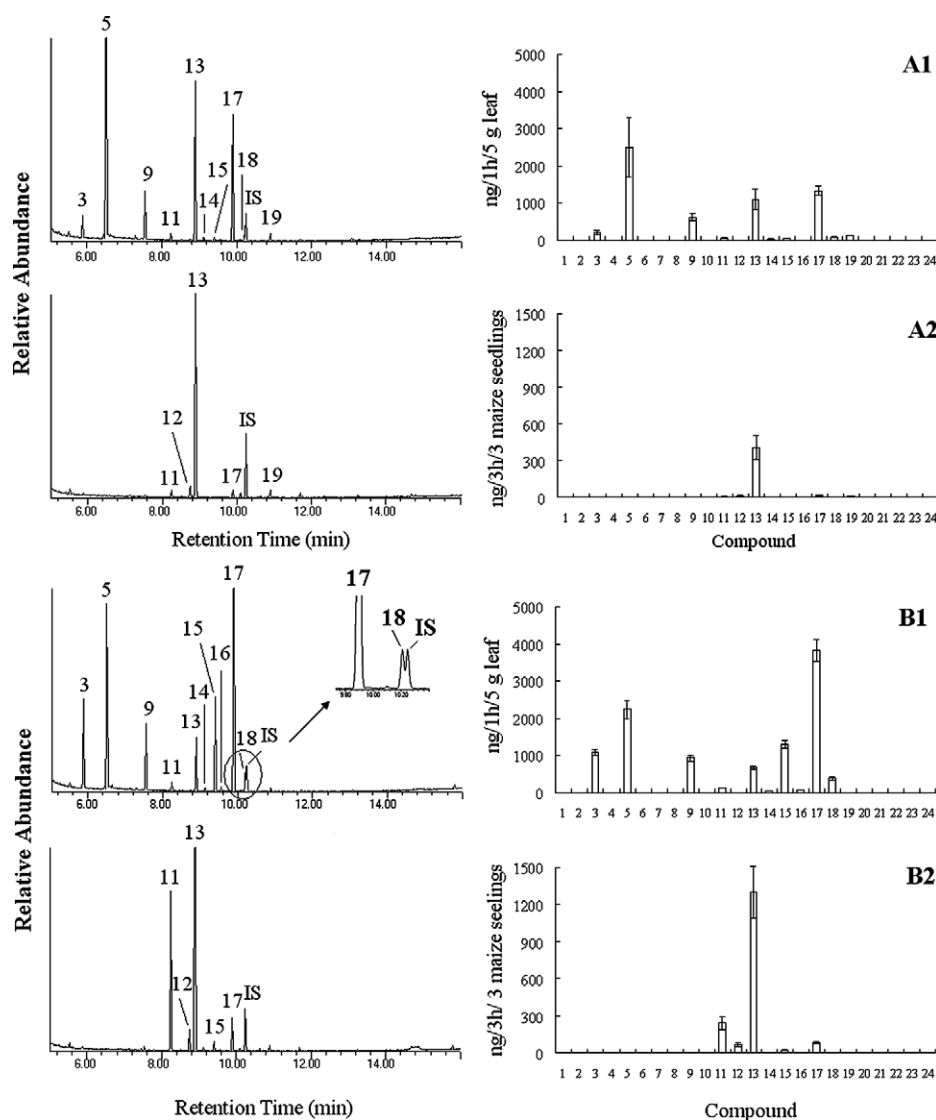 5
13
17
18
15
9
3
11
14
IS
19
6.00 8.00 10.00 12.00 14.00
Relative Abundance
13
12
IS
11
17
19
6.00 8.00 10.00 12.00 14.00
Retention Time (min)
A1
ng/1h/5 g leaf
5000
4000
3000
2000
1000
0
1 2 3 4 5 6 7 8 9 10 11 12 13 14 15 16 17 18 19 20 21 22 23 24
A2
ng/3h/3 maize seedlings
1500
1200
900
600
300
0
1 2 3 4 5 6 7 8 9 10 11 12 13 14 15 16 17 18 19 20 21 22 23 24
Compound
17
5
15
16
3
14
9
13
11
18
IS
17
18
IS
9.80 10.00 10.20
6.00 8.00 10.00 12.00 14.00
Relative Abundance
13
11
12
17
IS
15
6.00 8.00 10.00 12.00 14.00
Retention Time (min)
B1
ng/1h/5 g leaf
5000
4000
3000
2000
1000
0
1 2 3 4 5 6 7 8 9 10 11 12 13 14 15 16 17 18 19 20 21 22 23 24
B2
ng/3h/ 3 maize seelings
1500
1200
900
600
300
0
1 2 3 4 5 6 7 8 9 10 11 12 13 14 15 16 17 18 19 20 21 22 23 24
Compound